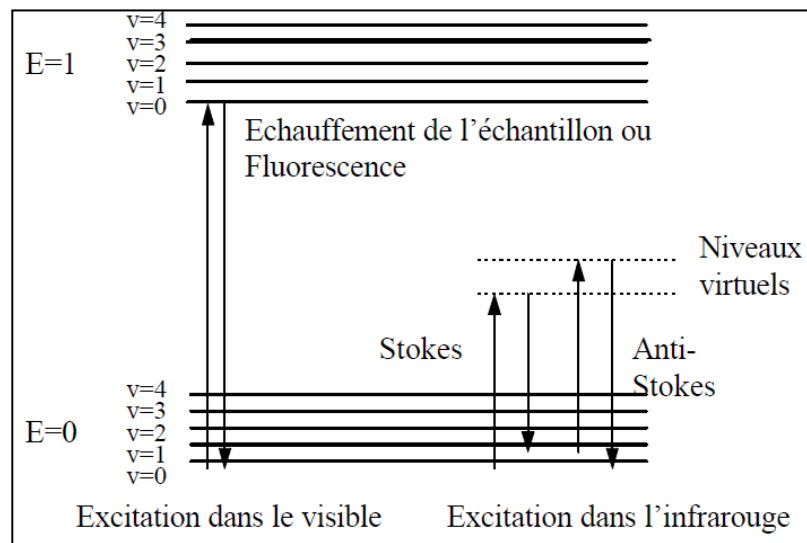 v=4
v=3
v=2
v=1
v=0
E=1
Echauffement de l'échantillon ou
Fluorescence
Niveaux
virtuels
Stokes
Anti-
Stokes
v=4
v=3
v=2
v=1
v=0
E=0
Excitation dans le visible
Excitation dans l'infrarouge